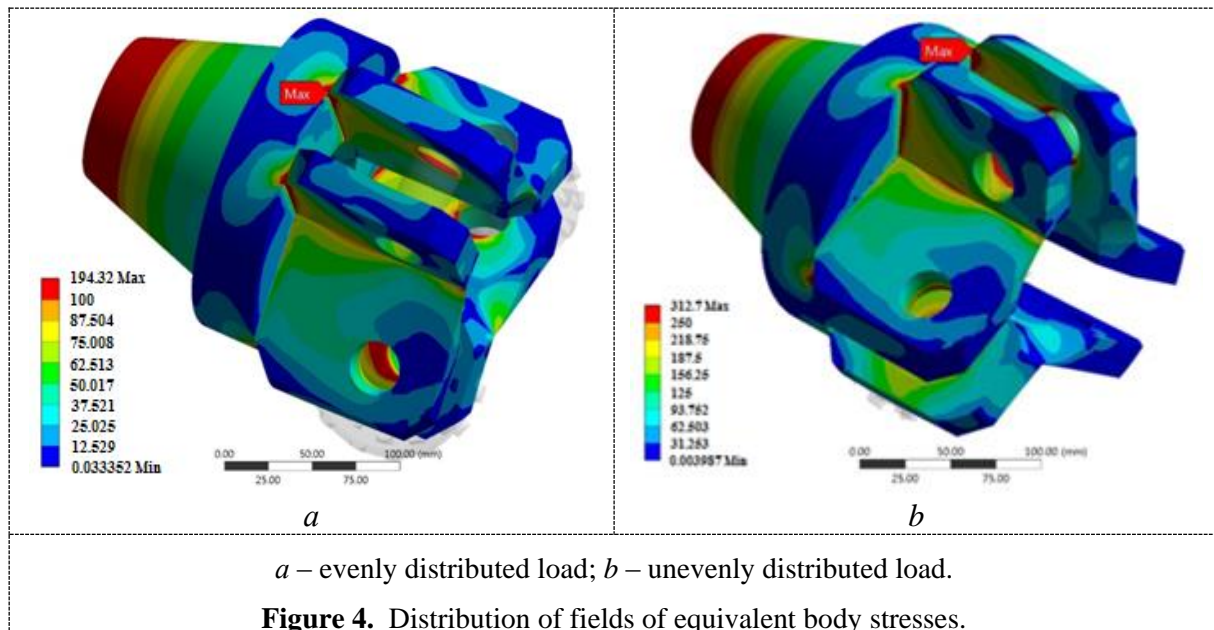 Max
194.32 Max
100
87.504
75.008
62.513
50.017
37.521
25.025
12.529
0.033352 Min
0.00 50.00 100.00 (mm)
25.00 75.00
a
Max
312.7 Max
250
218.75
187.5
156.25
125
93.752
62.503
31.253
0.003987 Min
0.00 50.00 100.00 (mm)
25.00 75.00
b
a – evenly distributed load; b – unevenly distributed load.
Figure 4. Distribution of fields of equivalent body stresses.